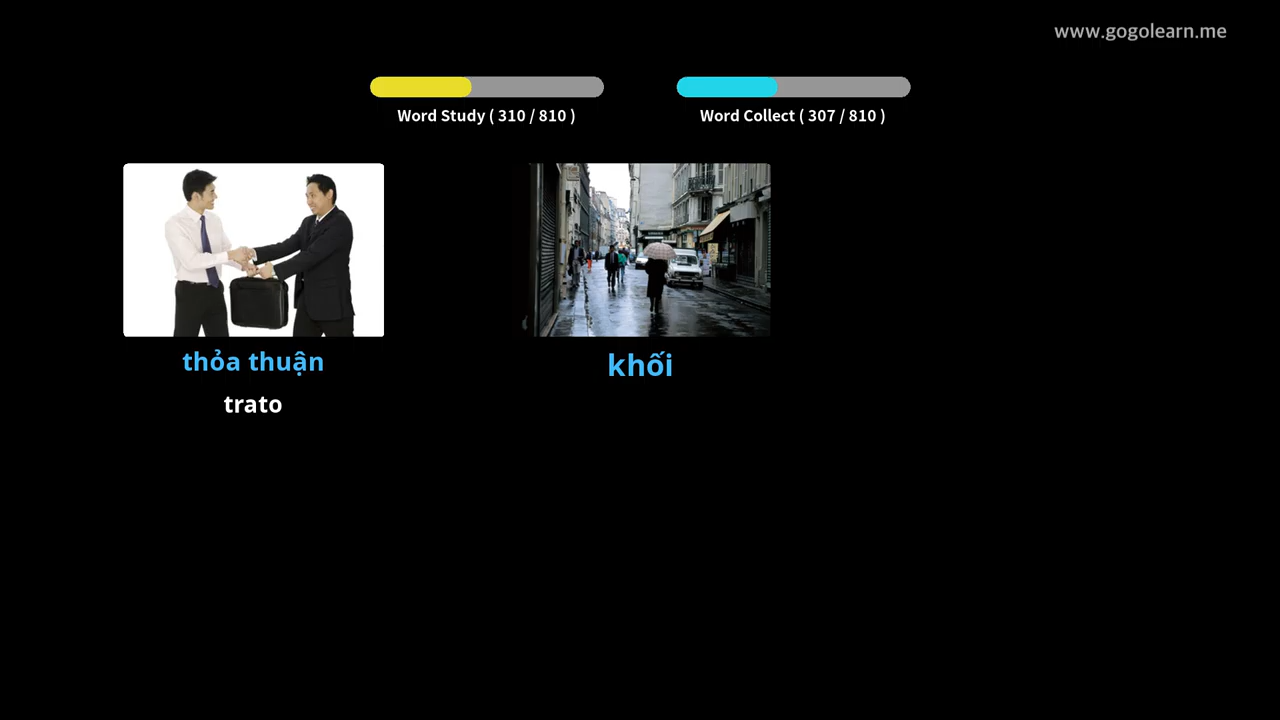 www.gogolearn.me
Word Study ( 310 / 810 )
Word Collect ( 307 / 810 )
thỏa thuận
trato
khối